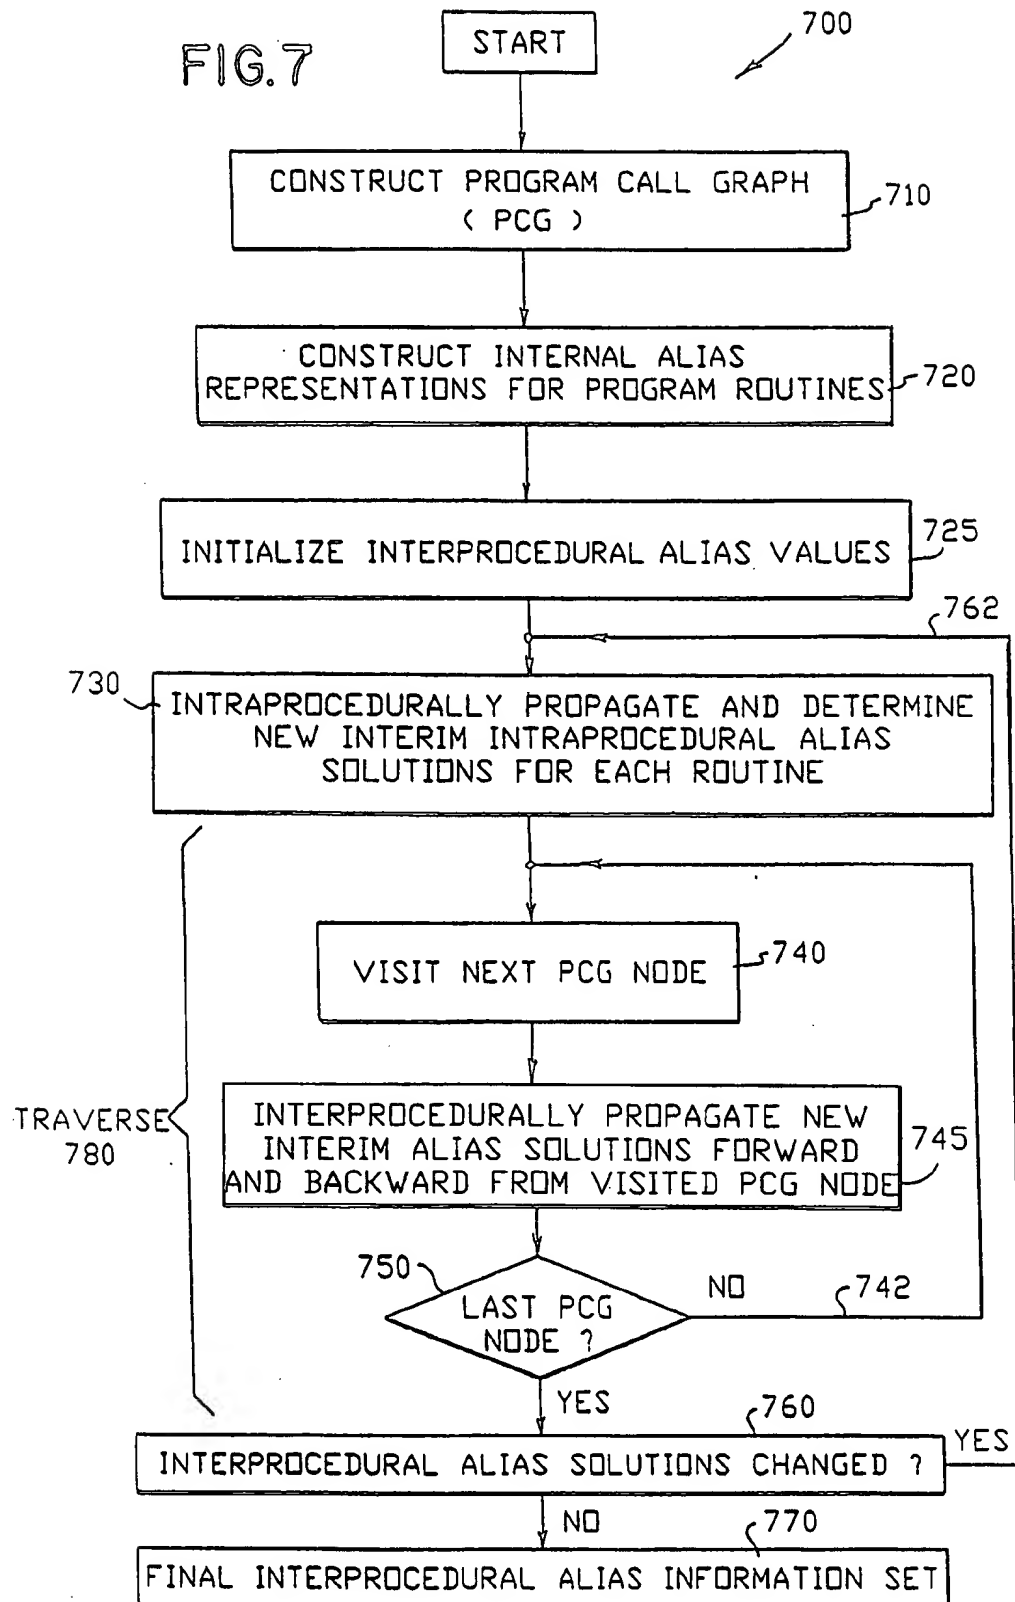 FIG.7
START
700
CONSTRUCT PROGRAM CALL GRAPH
( PCG )
710
CONSTRUCT INTERNAL ALIAS
REPRESENTATIONS FOR PROGRAM ROUTINES
720
INITIALIZE INTERPROCEDURAL ALIAS VALUES
725
762
730
INTRAPROCEDURALLY PROPAGATE AND DETERMINE
NEW INTERIM INTRAPROCEDURAL ALIAS
SOLUTIONS FOR EACH ROUTINE
VISIT NEXT PCG NODE
740
TRAVERSE
780
INTERPROCEDURALLY PROPAGATE NEW
INTERIM ALIAS SOLUTIONS FORWARD
AND BACKWARD FROM VISITED PCG NODE
745
750
LAST PCG
NODE ?
NO
742
YES
760
INTERPROCEDURAL ALIAS SOLUTIONS CHANGED ?
YES
NO
770
FINAL INTERPROCEDURAL ALIAS INFORMATION SET